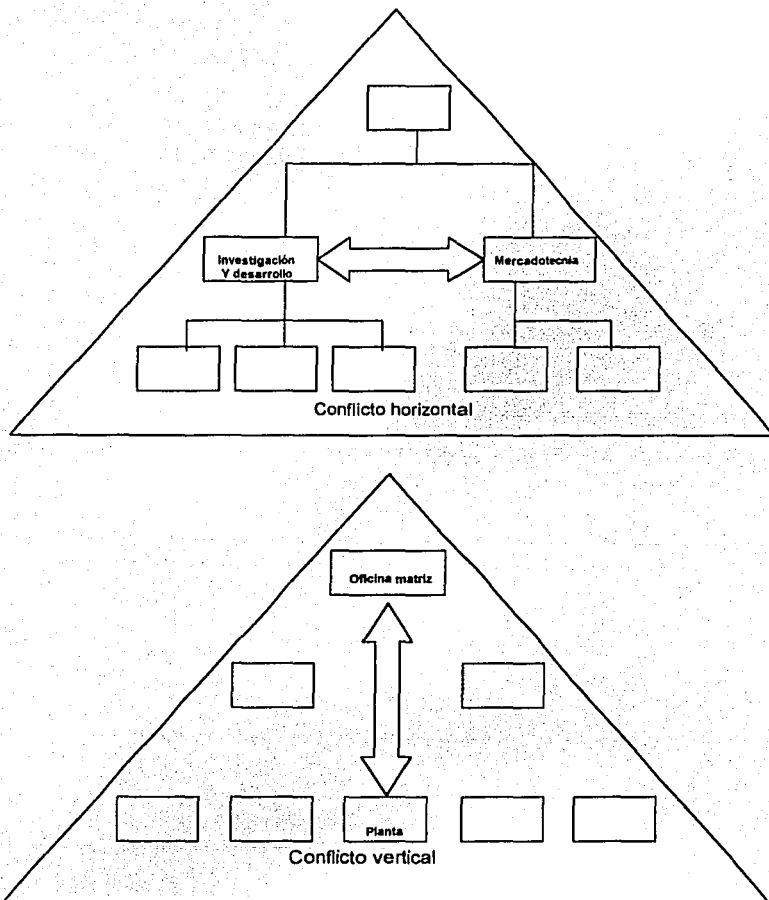 Investigación
Y desarrollo
Mercadotecnia
Conflicto horizontal
Oficina matriz
Planta
Conflicto vertical